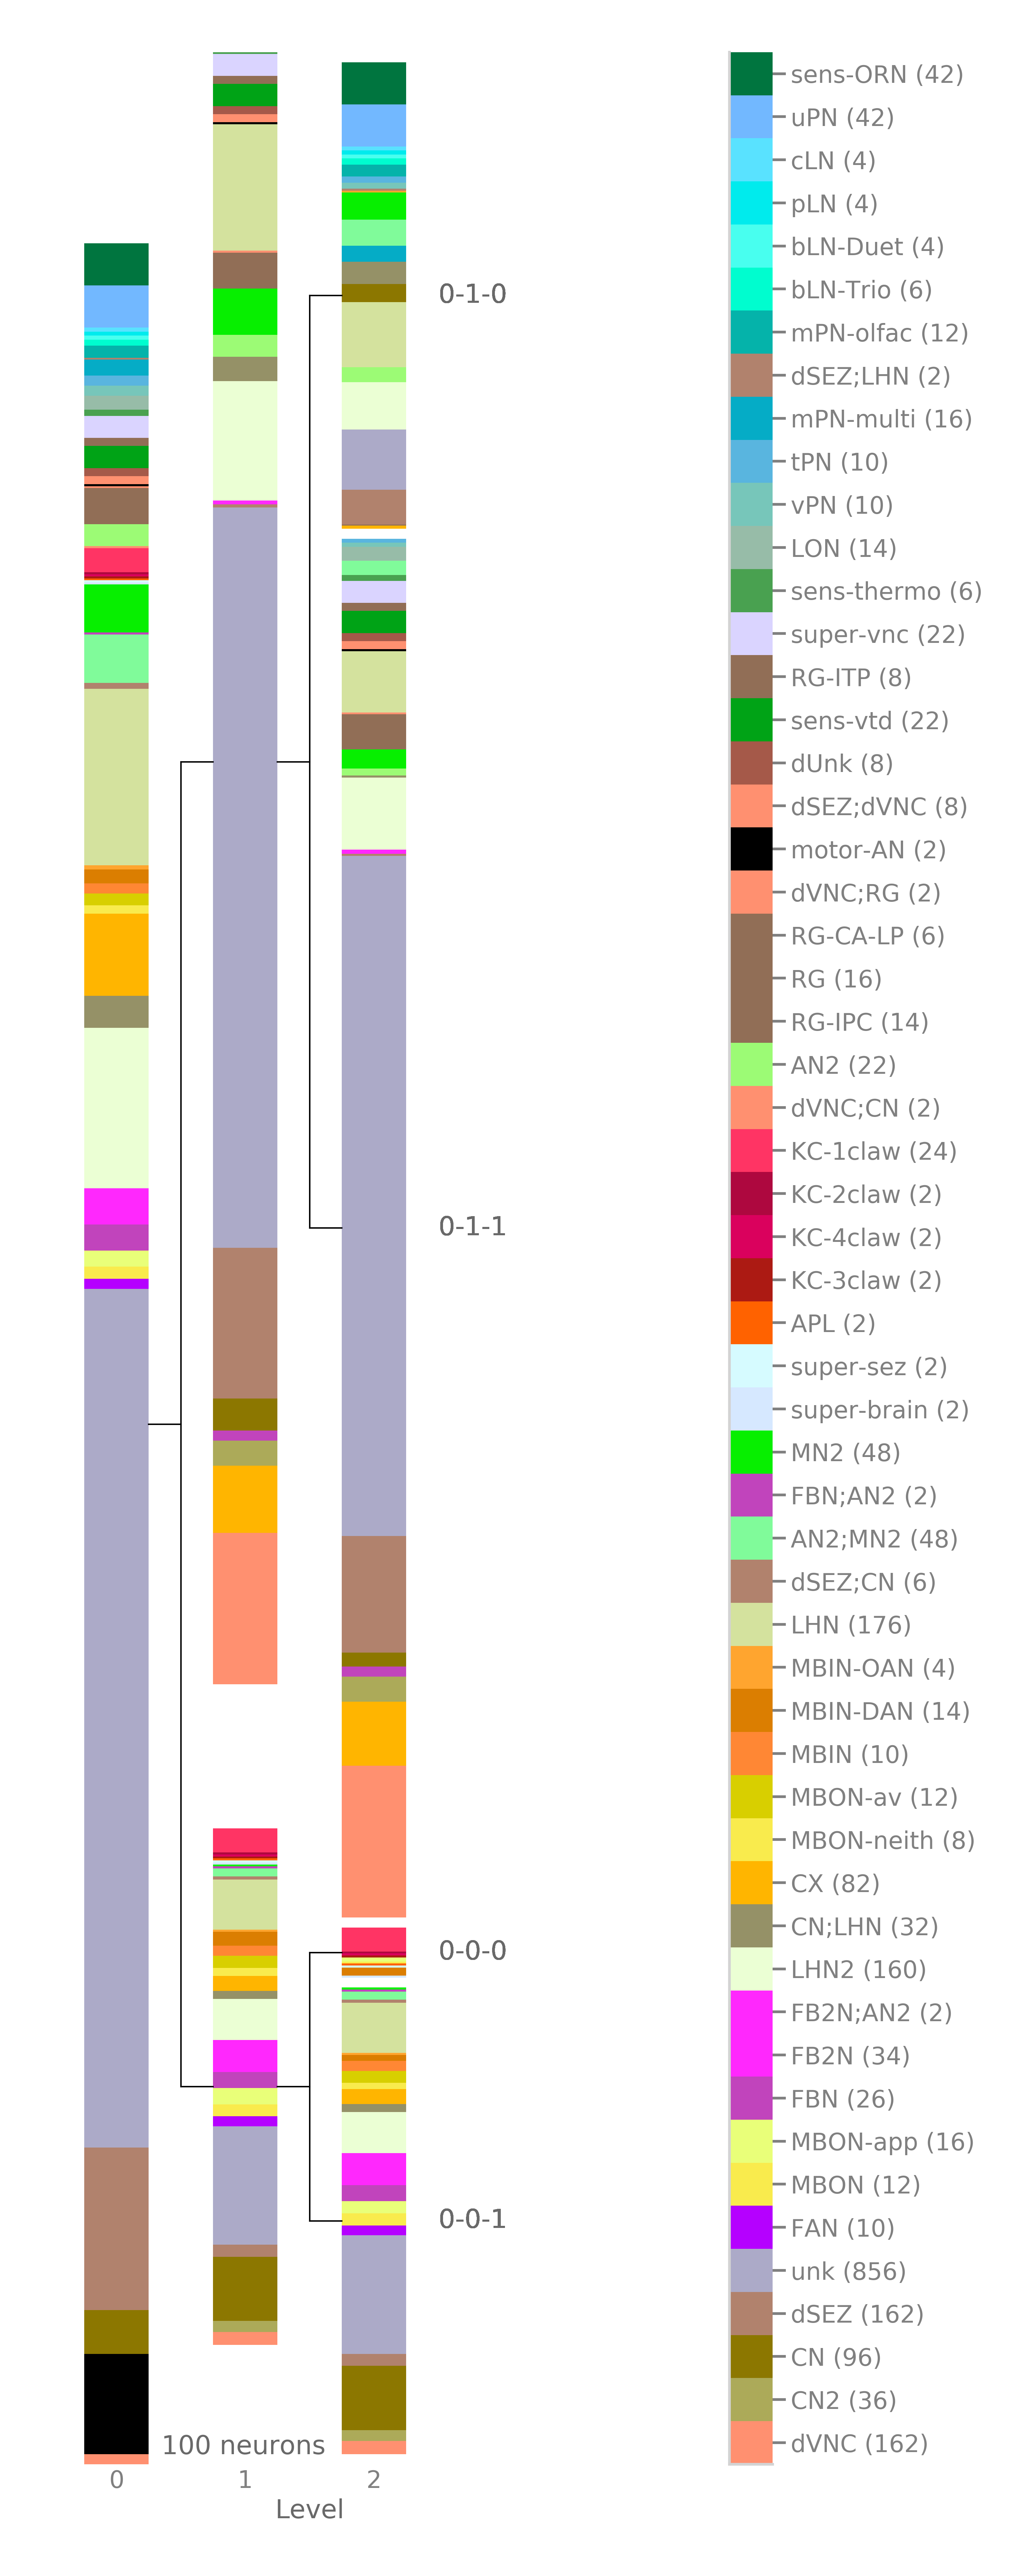 sens-ORN (42)
uPN (42)
cLN (4)
pLN (4)
bLN-Duet (4)
bLN-Trio (6)
mPN-olfac (12)
dSEZ;LHN (2)
mPN-multi (16)
tPN (10)
vPN (10)
LON (14)
sens-thermo (6)
super-vnc (22)
RG-ITP (8)
sens-vtd (22)
dUnk (8)
dSEZ;dVNC (8)
motor-AN (2)
dVNC;RG (2)
RG-CA-LP (6)
RG (16)
RG-IPC (14)
AN2 (22)
dVNC;CN (2)
KC-1claw (24)
KC-2claw (2)
KC-4claw (2)
KC-3claw (2)
APL (2)
super-sez (2)
super-brain (2)
MN2 (48)
FBN;AN2 (2)
AN2;MN2 (48)
dSEZ;CN (6)
LHN (176)
MBIN-OAN (4)
MBIN-DAN (14)
MBIN (10)
MBON-av (12)
MBON-neith (8)
CX (82)
CN;LHN (32)
LHN2 (160)
FB2N;AN2 (2)
FB2N (34)
FBN (26)
MBON-app (16)
MBON (12)
FAN (10)
unk (856)
dSEZ (162)
CN (96)
CN2 (36)
dVNC (162)
0-1-0
0-1-1
0-0-0
0-0-1
100 neurons
0 1 2
Level